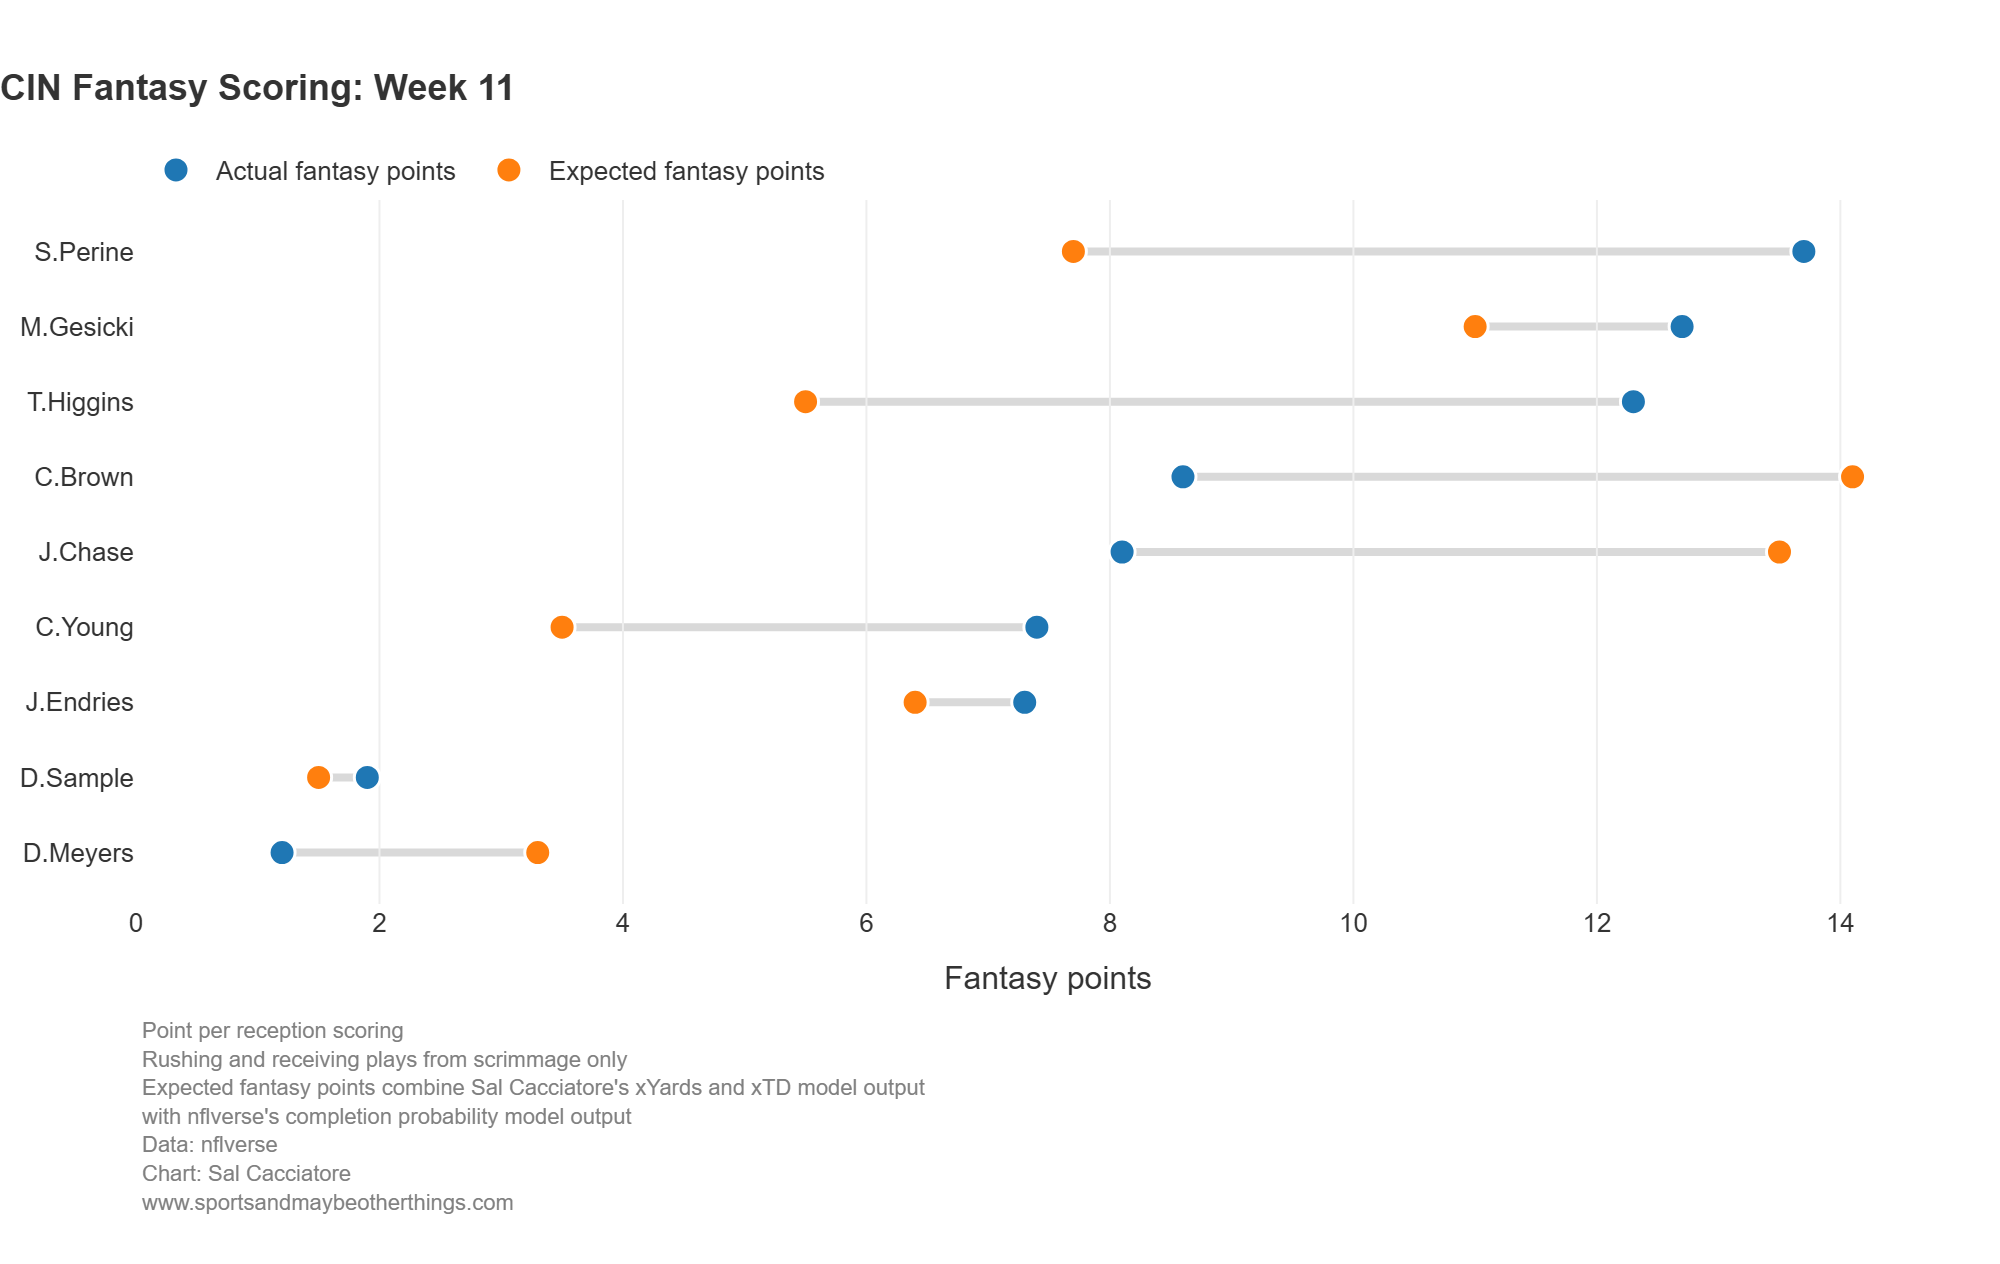 CIN Fantasy Scoring: Week 11
Actual fantasy points
Expected fantasy points
S.Perine
M.Gesicki
T.Higgins
C.Brown
J.Chase
C.Young
J.Endries
D.Sample
D.Meyers
0 2 4 6 8 10 12 14
Fantasy points
Point per reception scoring
Rushing and receiving plays from scrimmage only
Expected fantasy points combine Sal Cacciatore's xYards and xTD model output
with nflverse's completion probability model output
Data: nflverse
Chart: Sal Cacciatore
www.sportsandmaybeotherthings.com